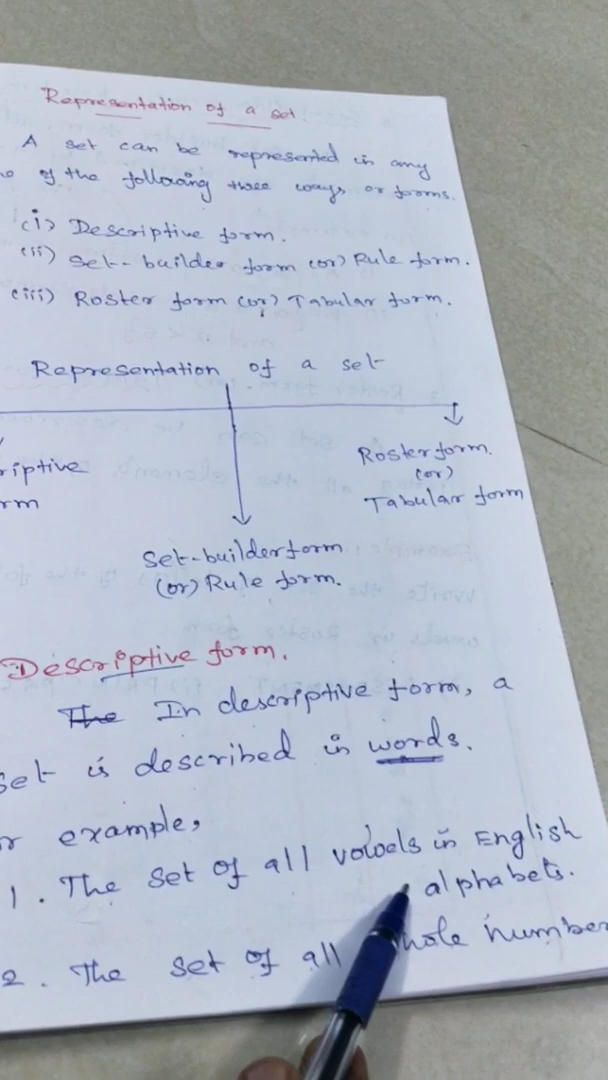 Representation of a set.
A set can be represented in any
of the following three ways or forms.
(i) Descriptive form.
(ii) Set-builder form (or) Rule form.
(iii) Roster form (or) Tabular form.
Representation of a set
riptive
rm
Roster form.
(or)
Tabular form
Set-builder form
(or) Rule form.
Descriptive form.
The In descriptive form, a
set is described in words.
r example,
1. The set of all vowels in English
alphabets.
2. The set of all hole number